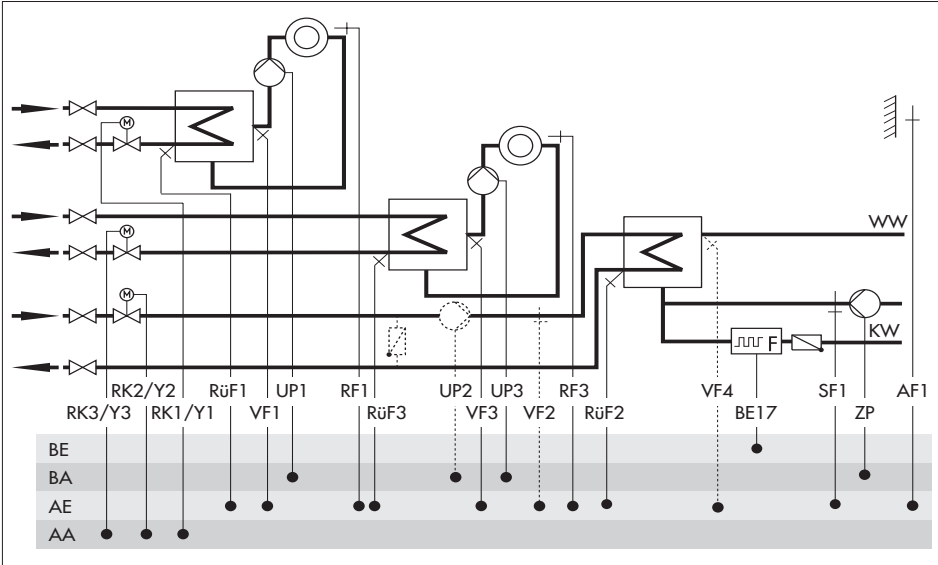 M
M
M
WW
F
KW
RK2/Y2 RüF1 UP1 RF1 UP2 UP3 RF3 VF4 SF1 AF1
RK3/Y3 RK1/Y1 VF1 RüF3 VF3 VF2 RüF2 BE17 ZP
BE
BA
AE
AA